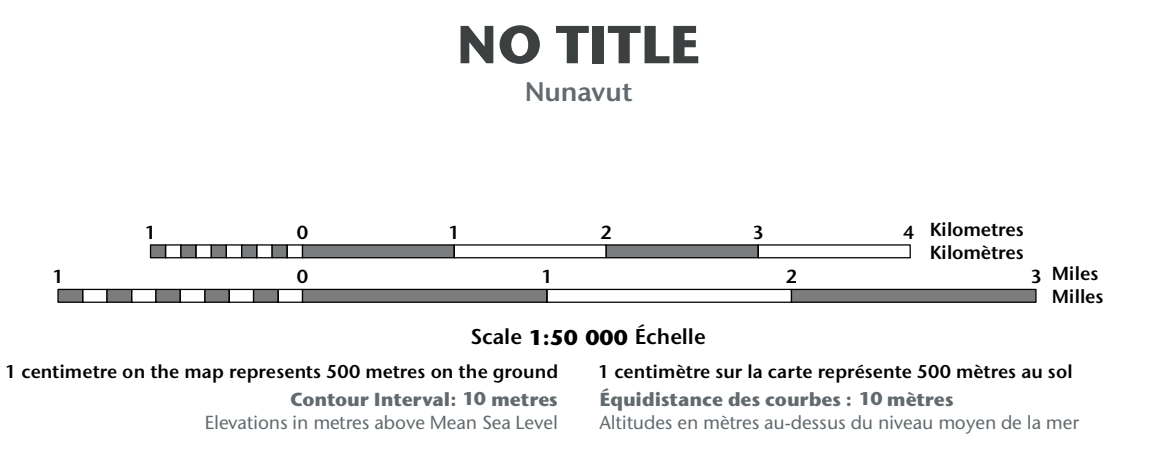 NO TITLE
Nunavut
1 0 1 2 3 4 Kilometres
Kilomètres
1 0 1 2 3 Miles
Milles
Scale 1:50 000 Échelle
1 centimetre on the map represents 500 metres on the ground
1 centimètre sur la carte représente 500 mètres au sol
Contour Interval: 10 metres
Équidistance des courbes : 10 mètres
Elevations in metres above Mean Sea Level
Altitudes en mètres au-dessus du niveau moyen de la mer